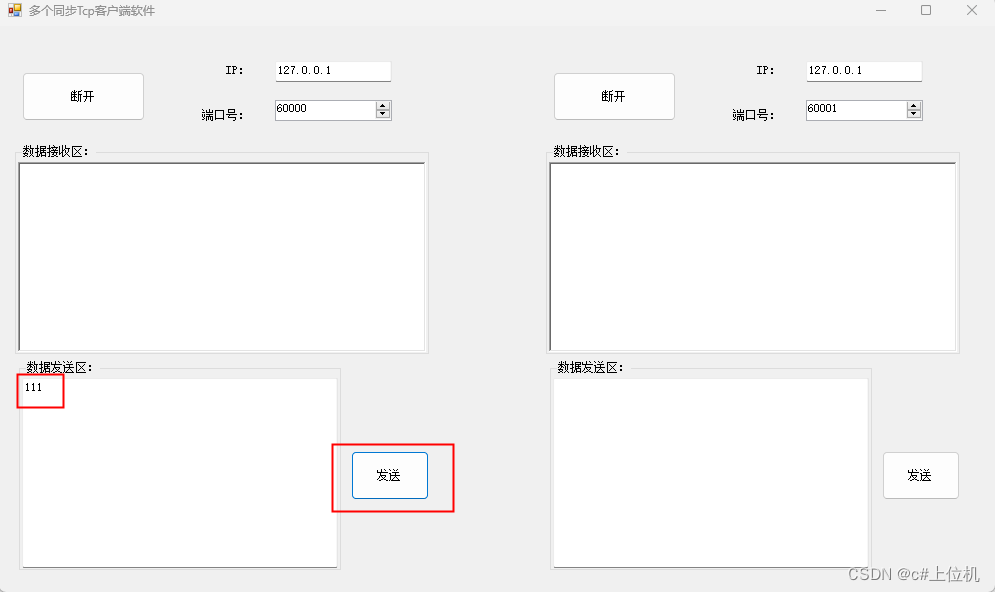 多个同步Tcp客户端软件
断开
IP:
127.0.0.1
端口号:
60000
数据接收区:
数据发送区:
111
发送
断开
IP:
127.0.0.1
端口号:
60001
数据接收区:
数据发送区:
发送
CSDN @c#上位机